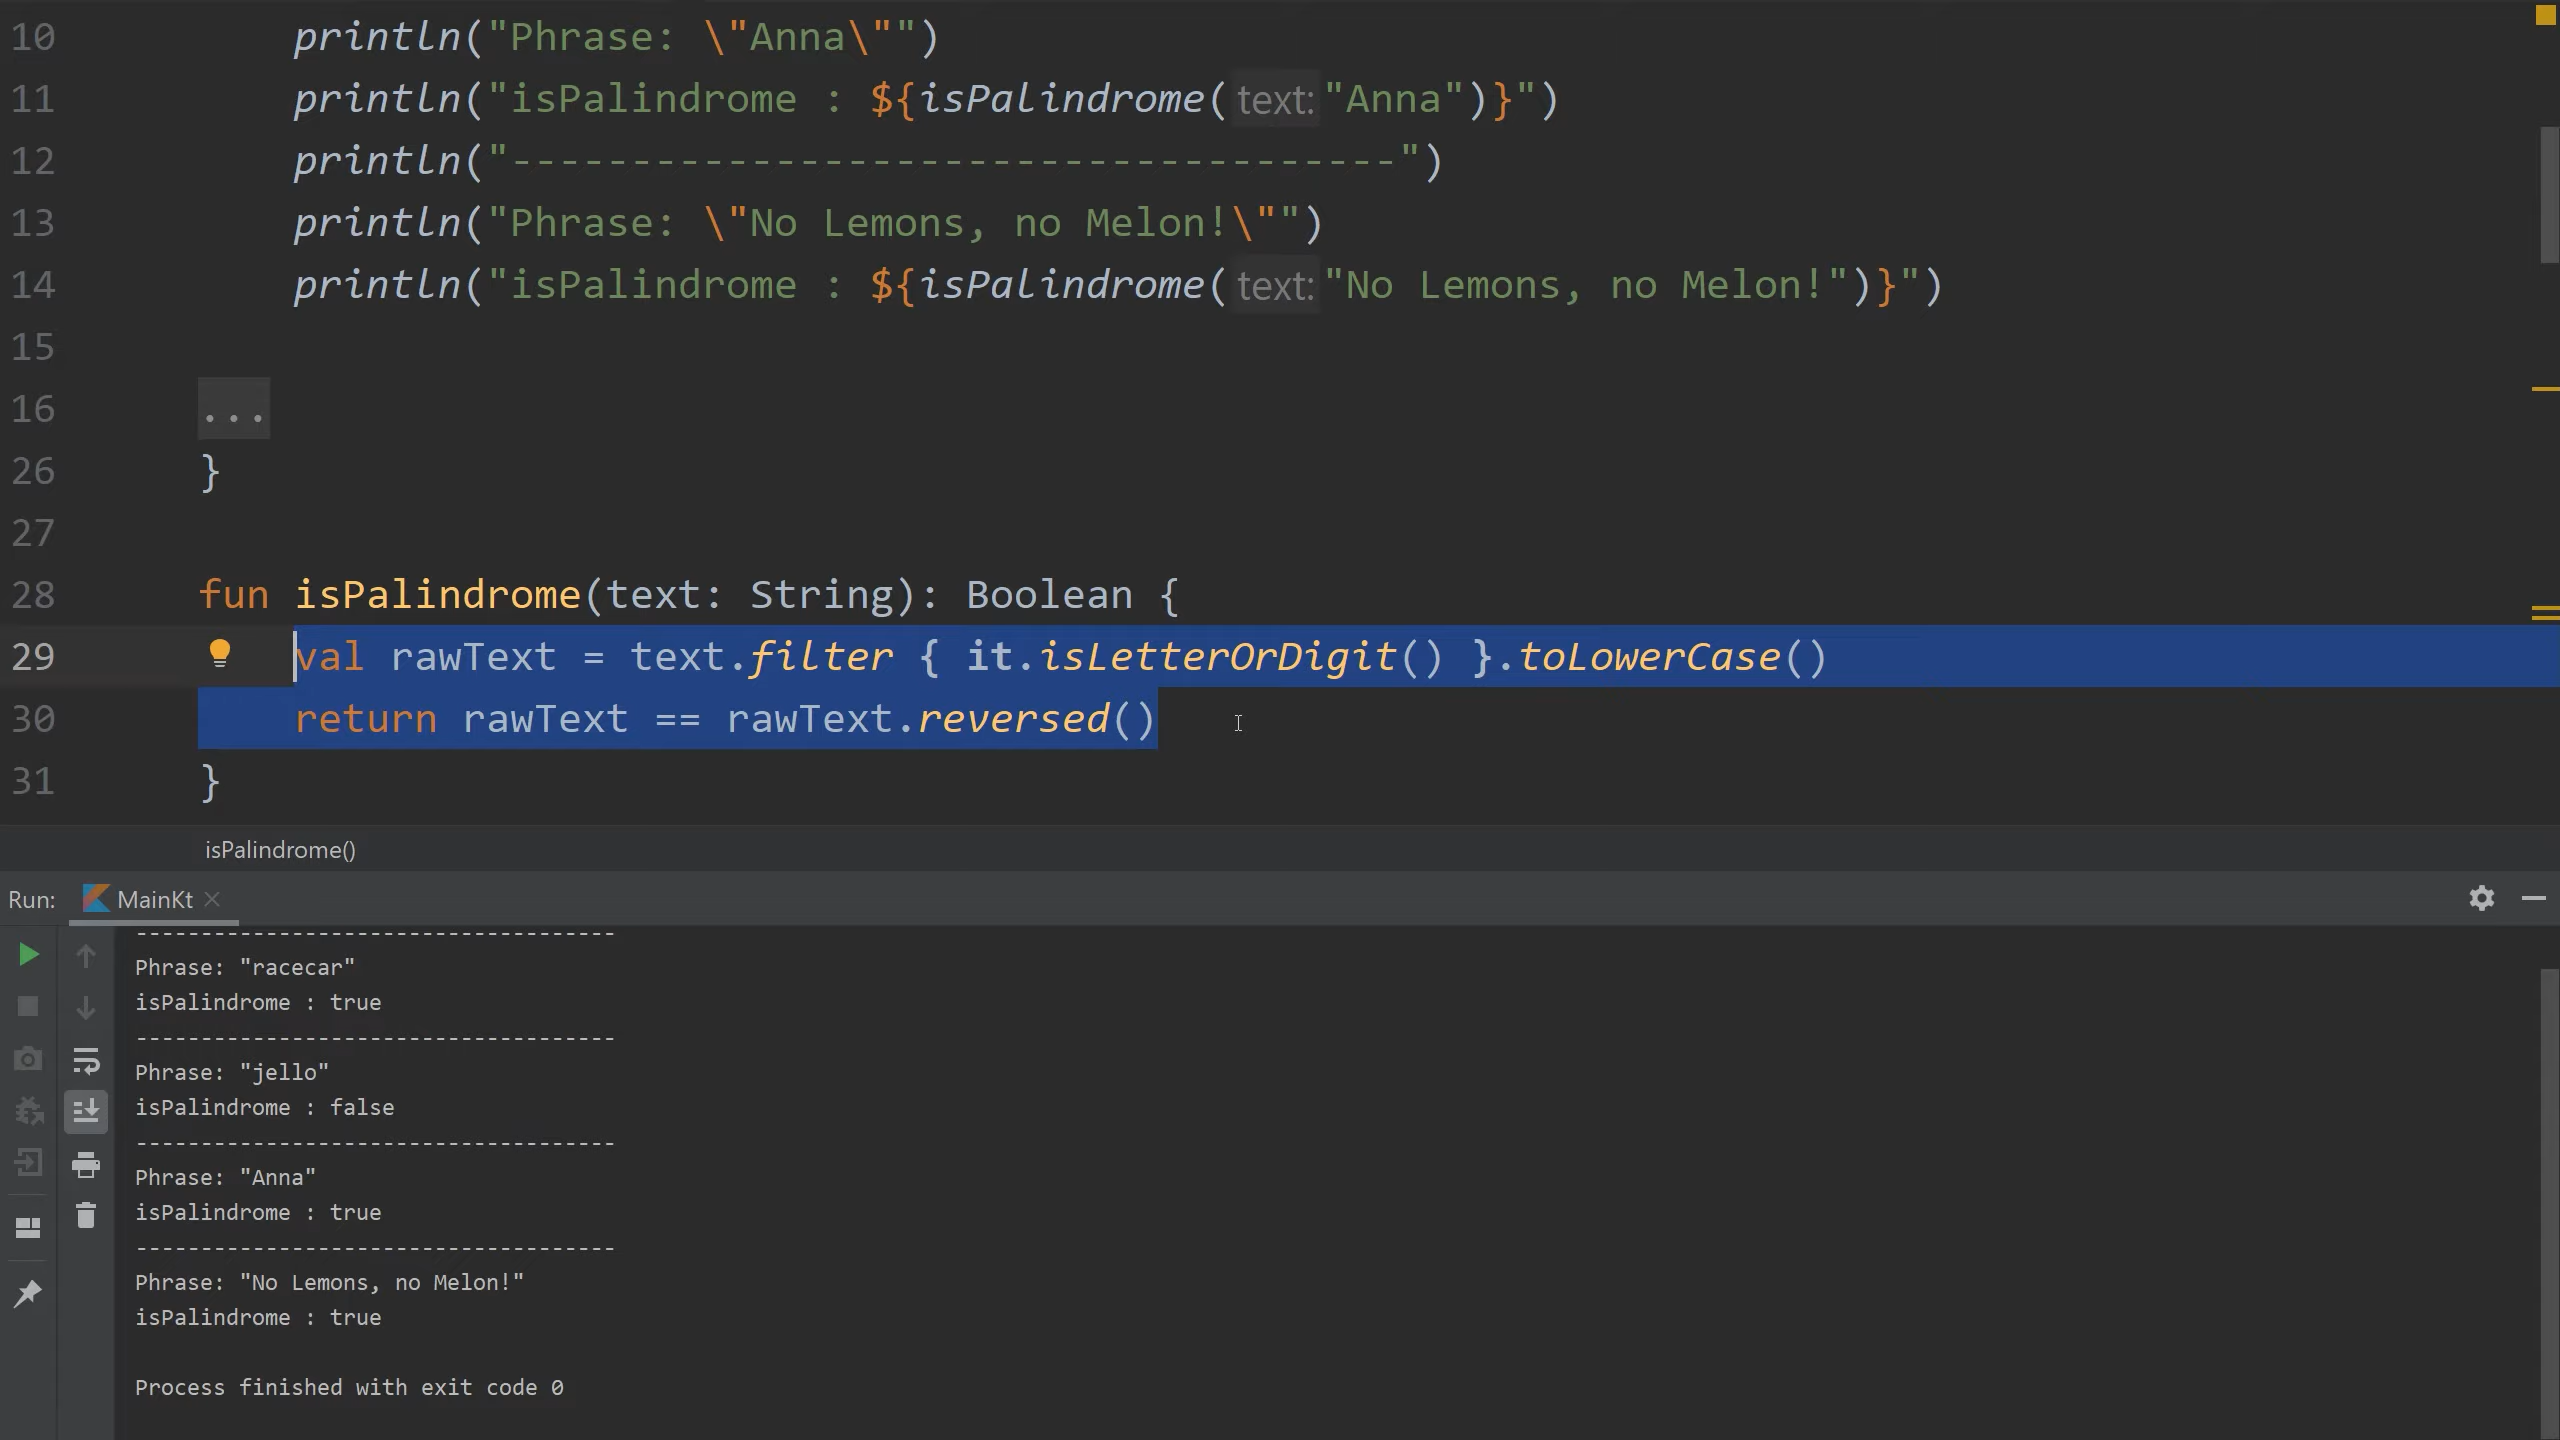 10 println("Phrase: \"Anna\"")
11 println("isPalindrome : ${isPalindrome( text: "Anna")}")
12 println("-------------------------------------")
13 println("Phrase: \"No Lemons, no Melon!\"")
14 println("isPalindrome : ${isPalindrome( text: "No Lemons, no Melon!")}")
15
16 ...
26 }
27
28 fun isPalindrome(text: String): Boolean {
29 val rawText = text.filter { it.isLetterOrDigit() }.toLowerCase()
30 return rawText == rawText.reversed()
31 }
isPalindrome()
Run: MainKt
-------------------------------------
Phrase: "racecar"
isPalindrome : true
-------------------------------------
Phrase: "jello"
isPalindrome : false
-------------------------------------
Phrase: "Anna"
isPalindrome : true
-------------------------------------
Phrase: "No Lemons, no Melon!"
isPalindrome : true
Process finished with exit code 0